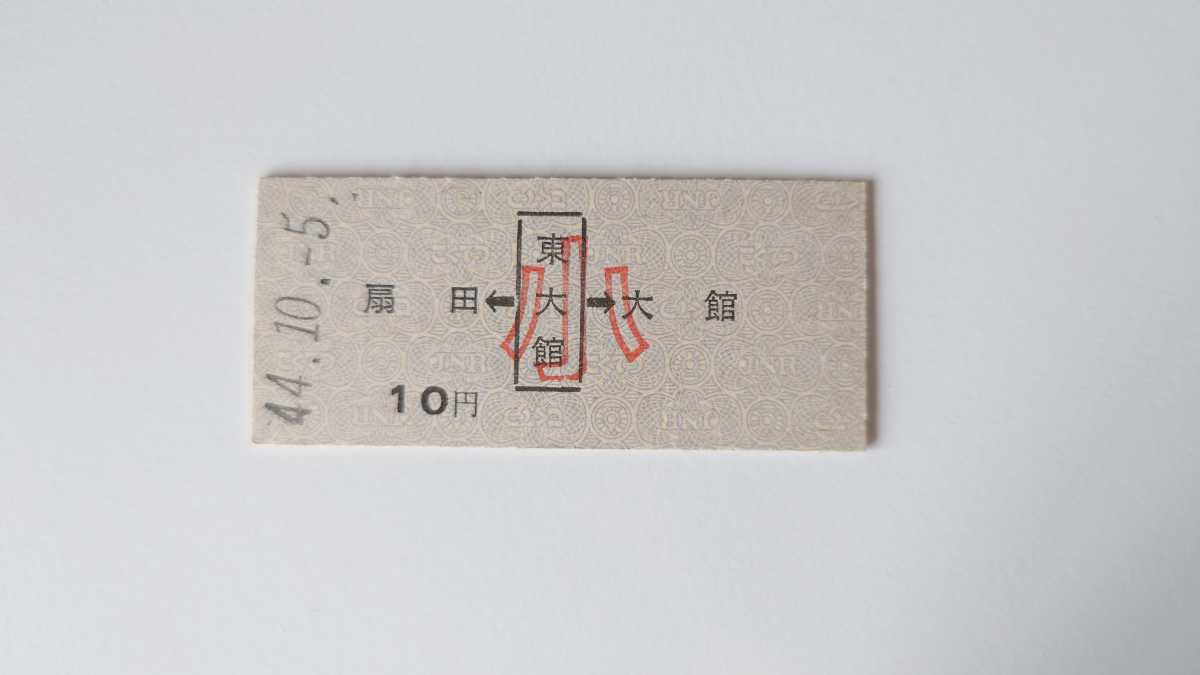 44.10.-5.
東大館
扇田←→大館
小
10円